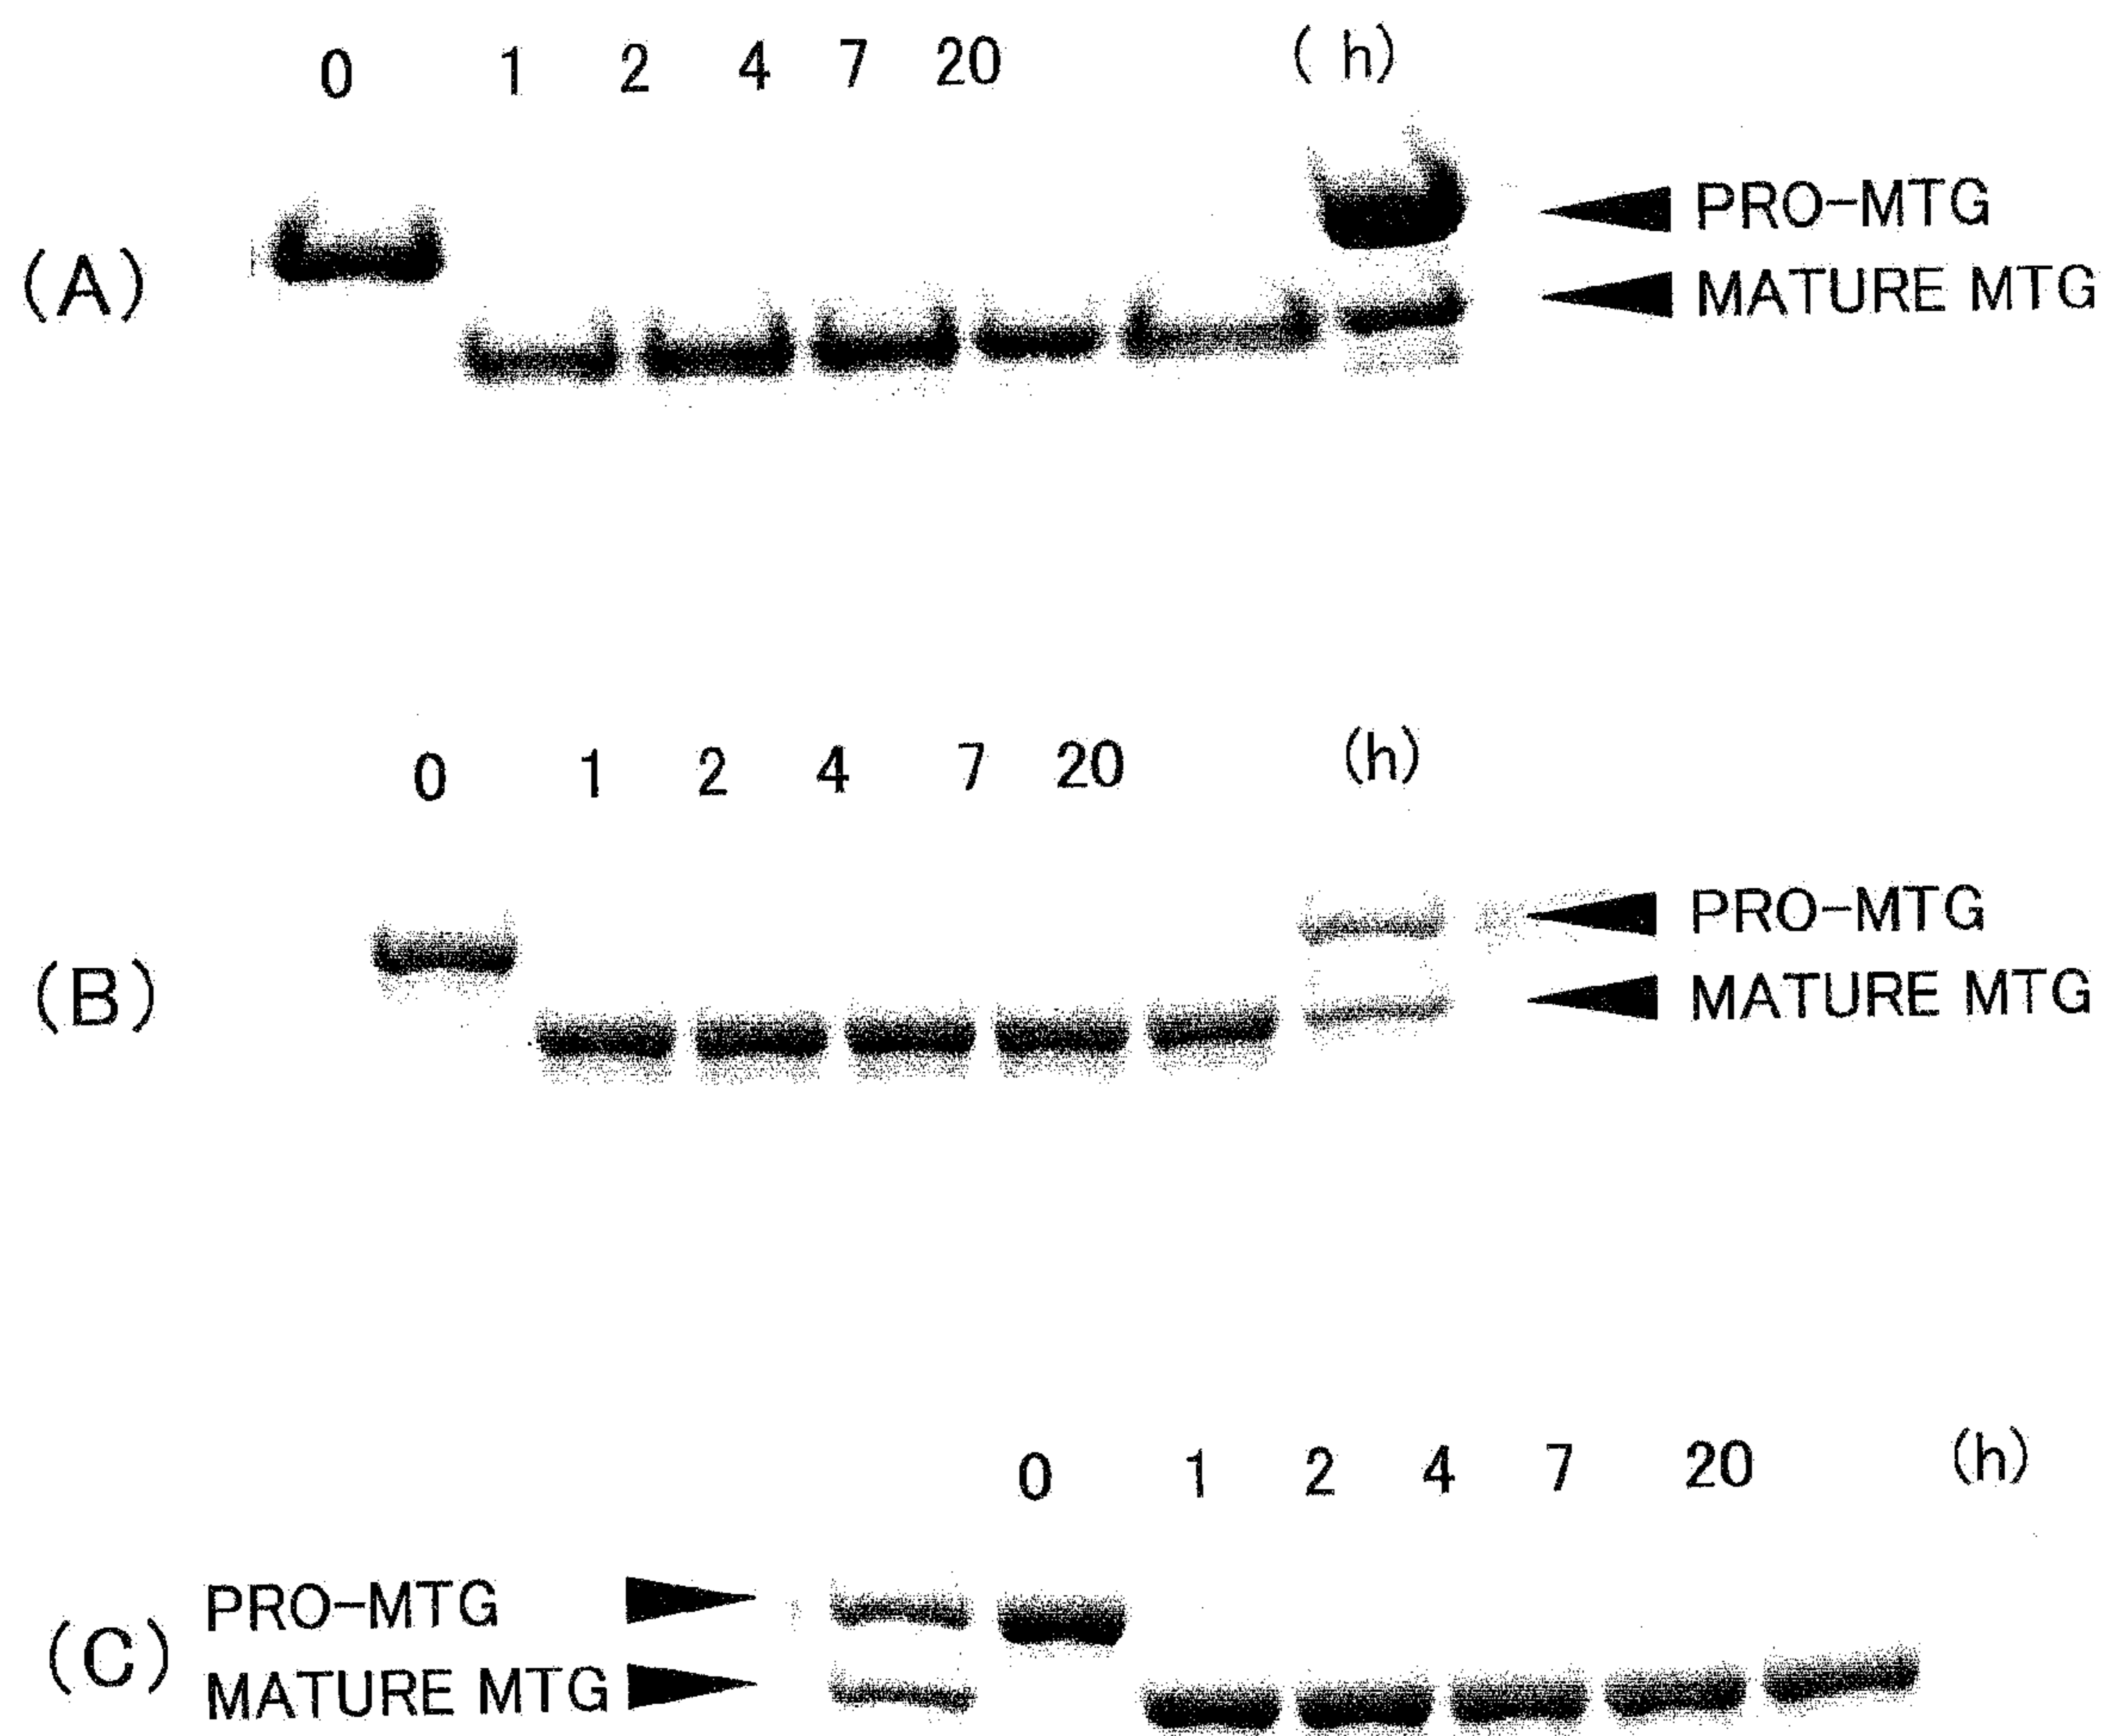 0 1 2 4 7 20 ( h)
PRO-MTG
(A)
MATURE MTG
0 1 2 4 7 20 (h)
PRO-MTG
(B)
MATURE MTG
0 1 2 4 7 20 (h)
PRO-MTG
(C)
MATURE MTG